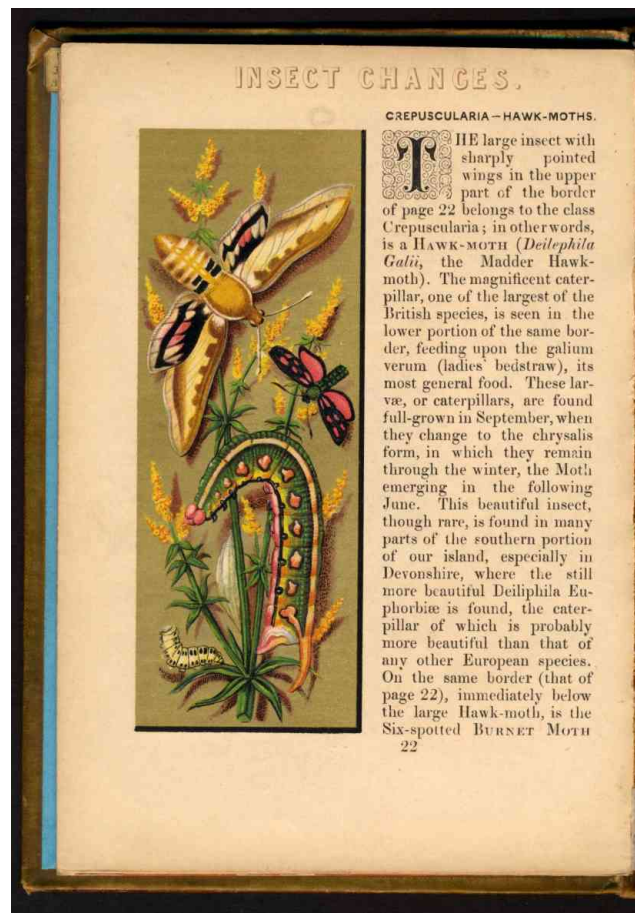 INSECT CHANGES.
CREPUSCULARIA—HAWK-MOTHS.
THE large insect with
sharply pointed
wings in the upper
part of the border
of page 22 belongs to the class
Crepuscularia; in other words,
is a HAWK-MOTH (Deilephila
Galii, the Madder Hawk-
moth). The magnificent cater-
pillar, one of the largest of the
British species, is seen in the
lower portion of the same bor-
der, feeding upon the galium
verum (ladies' bedstraw), its
most general food. These lar-
væ, or caterpillars, are found
full-grown in September, when
they change to the chrysalis
form, in which they remain
through the winter, the Moth
emerging in the following
June. This beautiful insect,
though rare, is found in many
parts of the southern portion
of our island, especially in
Devonshire, where the still
more beautiful Deiliphila Eu-
phorbiæ is found, the cater-
pillar of which is probably
more beautiful than that of
any other European species.
On the same border (that of
page 22), immediately below
the large Hawk-moth, is the
Six-spotted BURNET MOTH
22